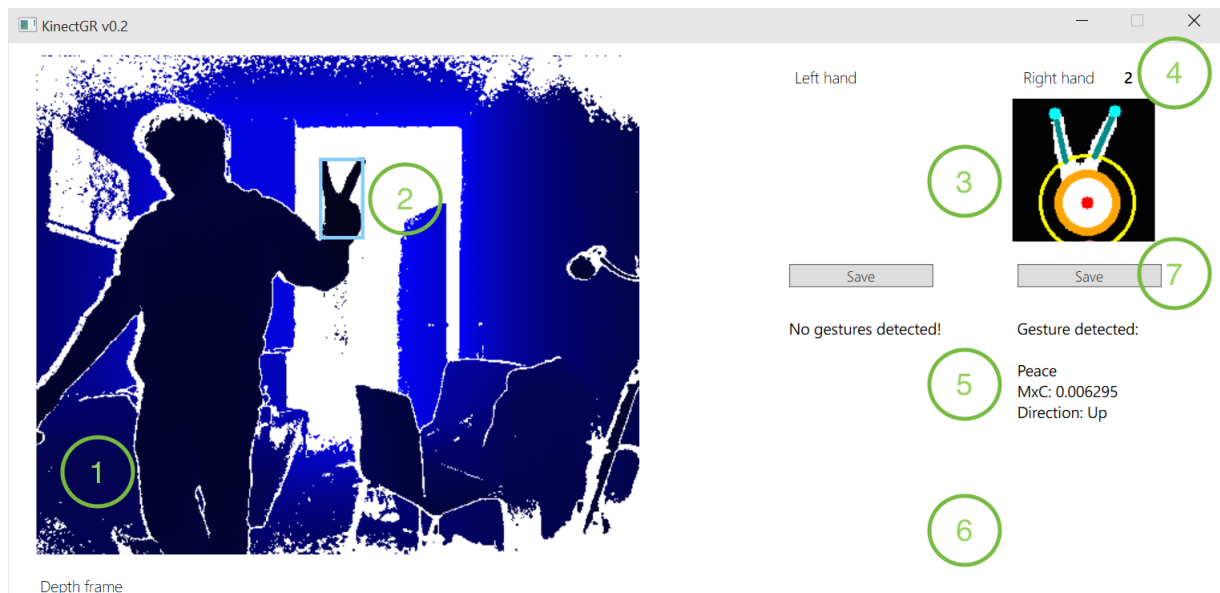 KinectGR v0.2
Left hand
Right hand 2
4
3
2
Save
Save
7
No gestures detected!
Gesture detected:
5
Peace
MxC: 0.006295
Direction: Up
1
6
Depth frame